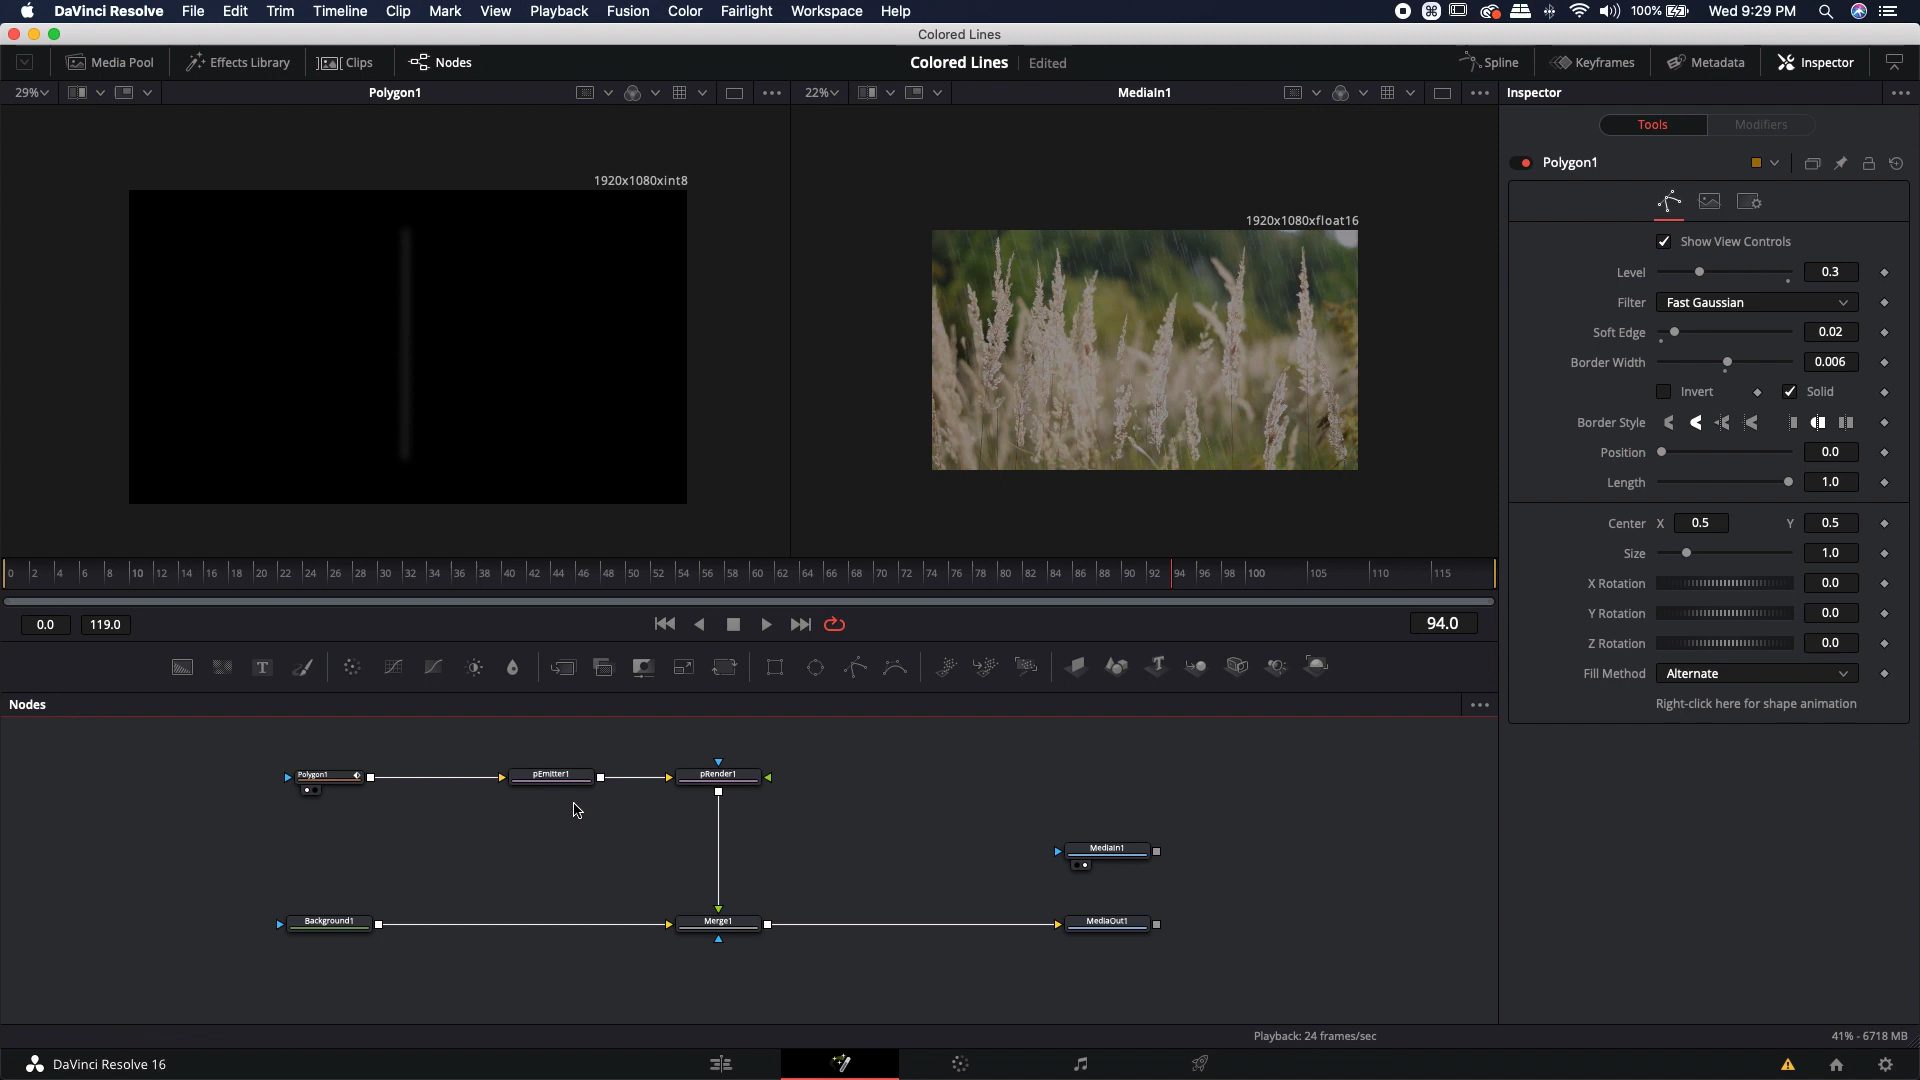 DaVinci Resolve File Edit Trim Timeline Clip Mark View Playback Fusion Color Fairlight Workspace Help 100% Wed 9:29 PM
Colored Lines
Media Pool Effects Library Clips Nodes Colored Lines Edited Spline Keyframes Metadata Inspector
29% Polygon1 22% MediaIn1 Inspector
Tools Modifiers
Polygon1
1920x1080xint8
1920x1080xfloat16
Show View Controls
Level 0.3
Filter Fast Gaussian
Soft Edge 0.02
Border Width 0.006
Invert Solid
Border Style
Position 0.0
Length 1.0
Center X 0.5 Y 0.5
Size 1.0
X Rotation 0.0
Y Rotation 0.0
Z Rotation 0.0
Fill Method Alternate
Right-click here for shape animation
0 2 4 6 8 10 12 14 16 18 20 22 24 26 28 30 32 34 36 38 40 42 44 46 48 50 52 54 56 58 60 62 64 66 68 70 72 74 76 78 80 82 84 86 88 90 92 94 96 98 100 105 110 115
0.0 119.0 94.0
T
Nodes
Polygon1 pEmitter1 pRender1
MediaIn1
Background1 Merge1 MediaOut1
Playback: 24 frames/sec 41% - 6718 MB
DaVinci Resolve 16